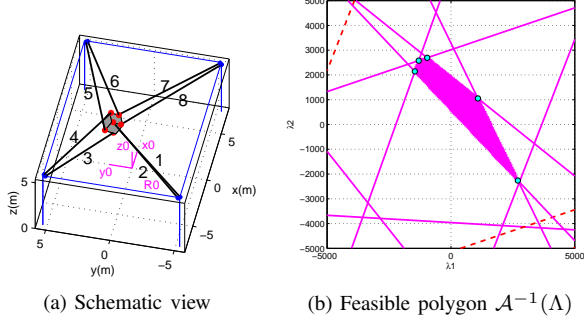 6
7
8
5
4
3
z0
x0
1
y0
2
R0
5
0
z(m)
5
0
−5
y(m)
5
0
−5
x(m)
5000
4000
3000
2000
1000
0
−1000
−2000
−3000
−4000
−5000
λ2
−5000
0
5000
λ1
(a) Schematic view
(b) Feasible polygon 𝒜⁻¹(Λ)